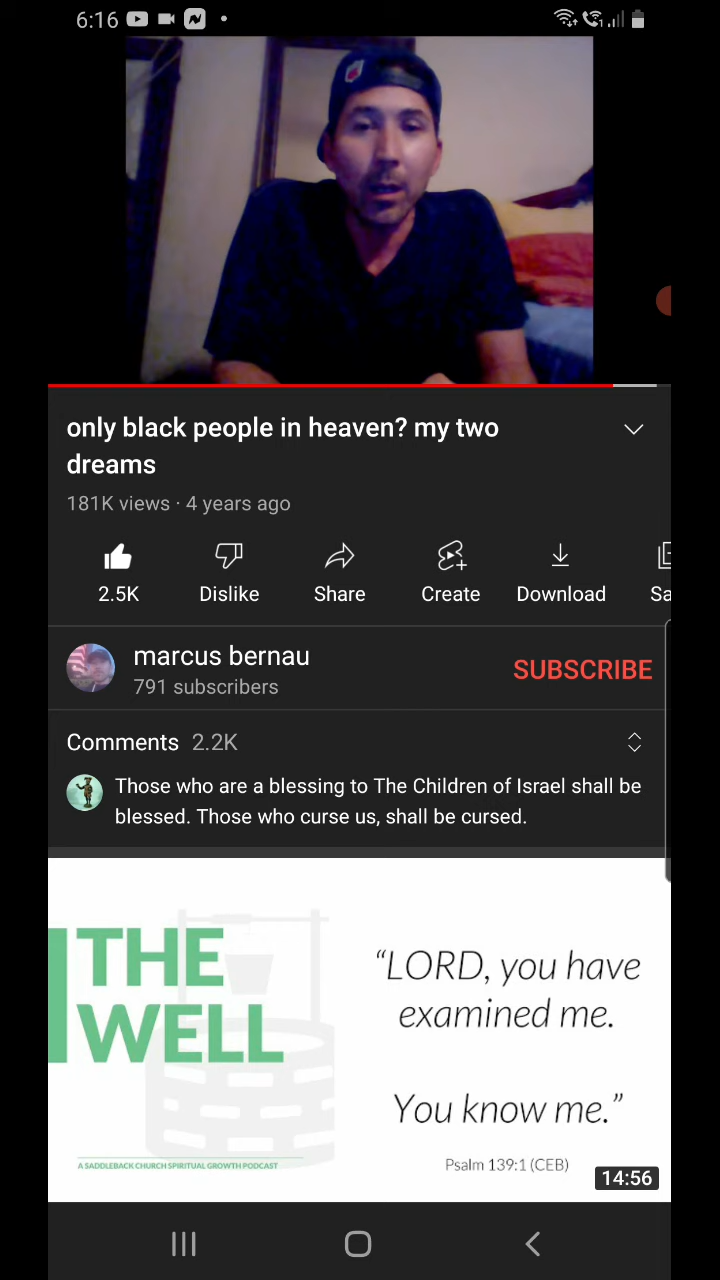 6:16
only black people in heaven? my two
dreams
181K views · 4 years ago
2.5K
Dislike
Share
Create
Download
Sa
marcus bernau
791 subscribers
SUBSCRIBE
Comments 2.2K
Those who are a blessing to The Children of Israel shall be
blessed. Those who curse us, shall be cursed.
THE
WELL
A SADDLEBACK CHURCH SPIRITUAL GROWTH PODCAST
“LORD, you have
examined me.
You know me.”
Psalm 139:1 (CEB)
14:56